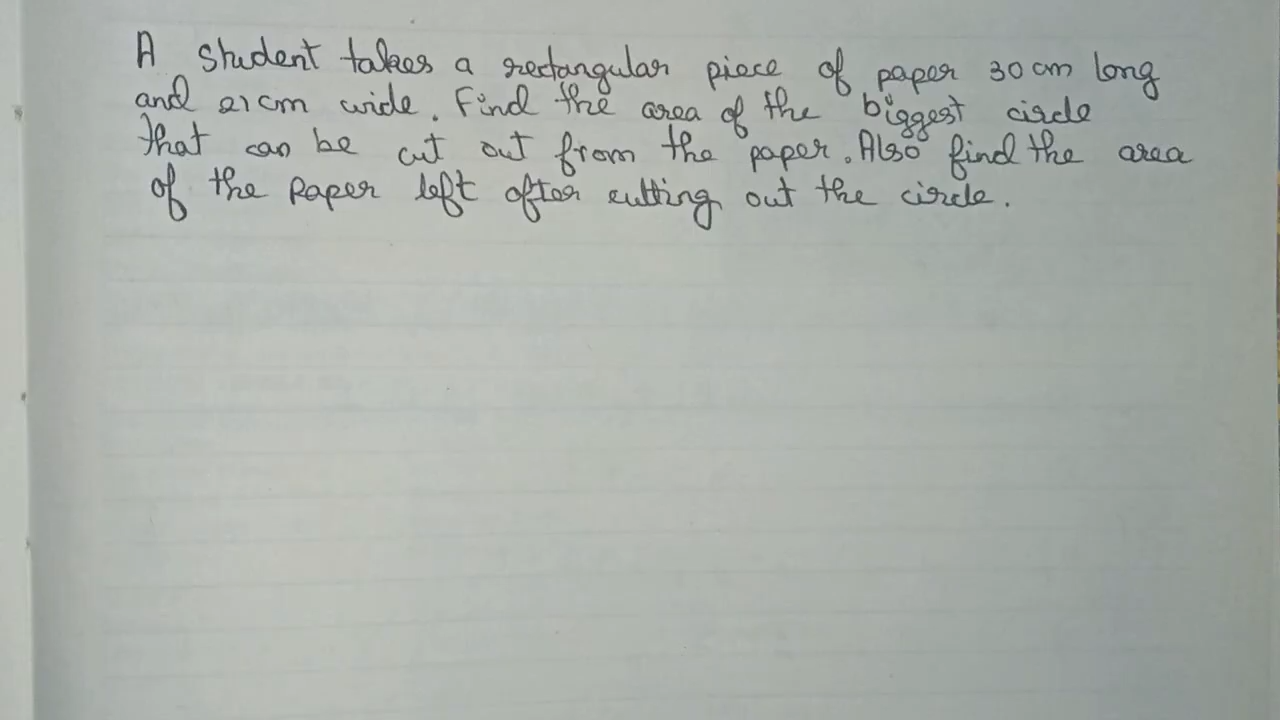 A student takes a rectangular piece of paper 30 cm long
and 21 cm wide. Find the area of the biggest circle
that can be cut out from the paper. Also find the area
of the Paper left after cutting out the circle.